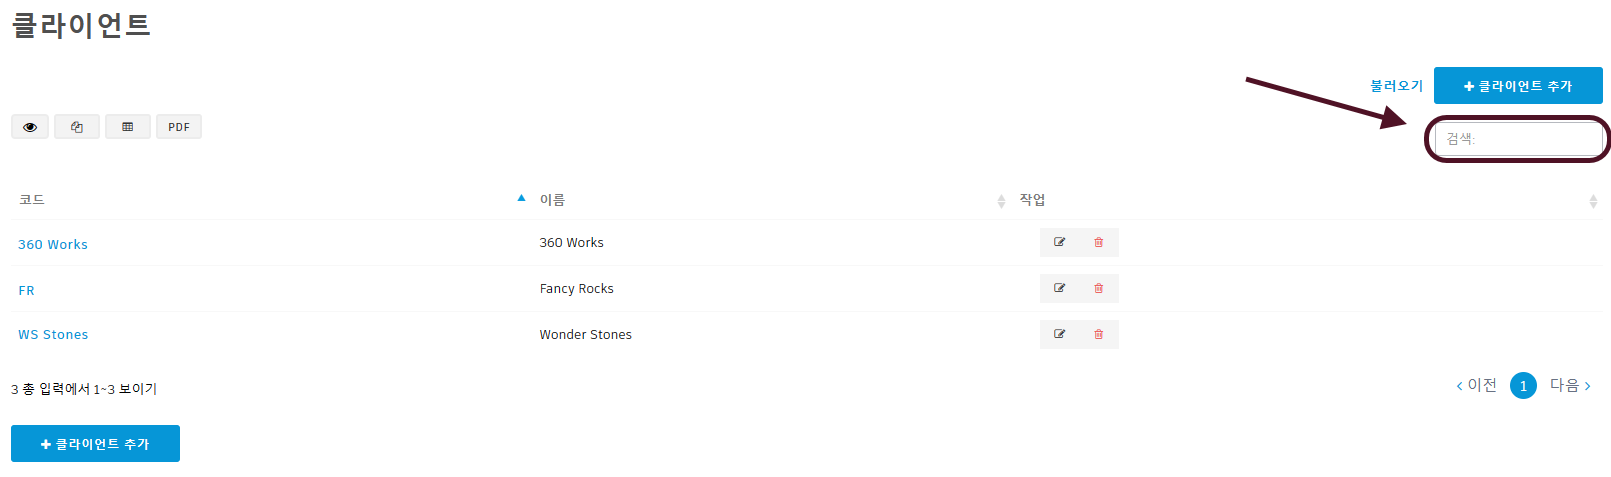 클라이언트
불러오기
클라이언트 추가
PDF
검색:
코드 이름 작업
360 Works 360 Works
FR Fancy Rocks
WS Stones Wonder Stones
3 총 입력에서 1~3 보이기
이전 1 다음
클라이언트 추가